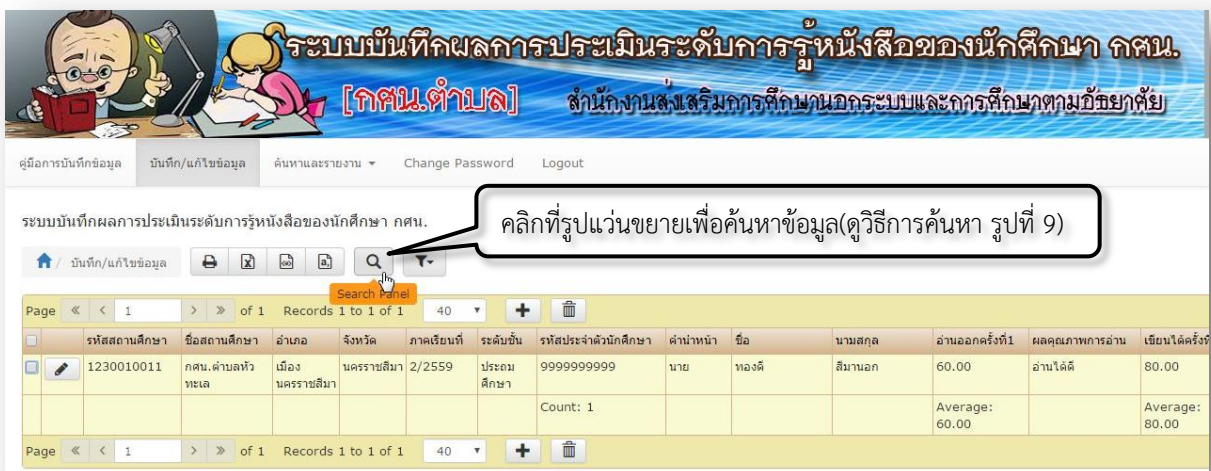 ระบบบันทึกผลการประเมินระดับการรู้หนังสือของนักศึกษา กศน.
[กศน.ตำบล] สำนักงานส่งเสริมการศึกษานอกระบบและการศึกษาตามอัธยาศัย
คู่มือการบันทึกข้อมูล บันทึก/แก้ไขข้อมูล ค้นหาและรายงาน Change Password Logout
ระบบบันทึกผลการประเมินระดับการรู้หนังสือของนักศึกษา กศน.
คลิกที่รูปแว่นขยายเพื่อค้นหาข้อมูล(ดูวิธีการค้นหา รูปที่ 9)
/ บันทึก/แก้ไขข้อมูล
Search Panel
Page 1 of 1 Records 1 to 1 of 1 40
รหัสสถานศึกษา ชื่อสถานศึกษา อำเภอ จังหวัด ภาคเรียนที่ ระดับชั้น รหัสประจำตัวนักศึกษา คำนำหน้า ชื่อ นามสกุล อ่านออกครั้งที่1 ผลคุณภาพการอ่าน เขียนได้ครั้งที่
1230010011 กศน.ตำบลหัว เมือง นครราชสีมา 2/2559 ประถม 9999999999 นาย ทองดี สีมานอก 60.00 อ่านได้ดี 80.00
ทะเล นครราชสีมา ศึกษา
Count: 1 Average: Average:
60.00 80.00
Page 1 of 1 Records 1 to 1 of 1 40